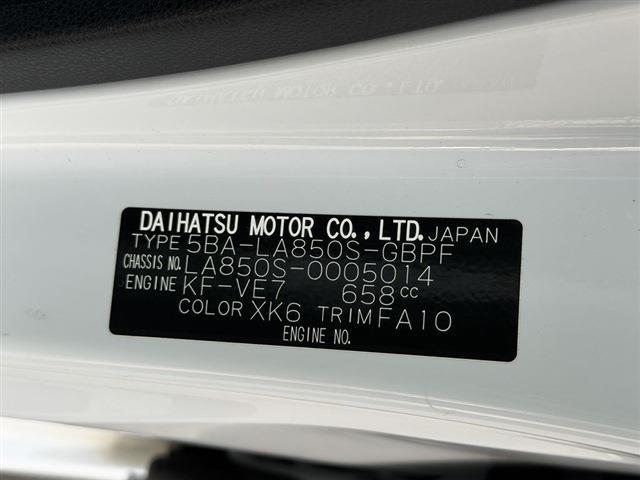 DAIHATSU MOTOR CO., LTD. JAPAN
TYPE 5BA-LA850S-GBPF
CHASSIS NO. LA850S-0005014
ENGINE KF-VE7 658cc
COLOR XK6 TRIM FA10
ENGINE NO.